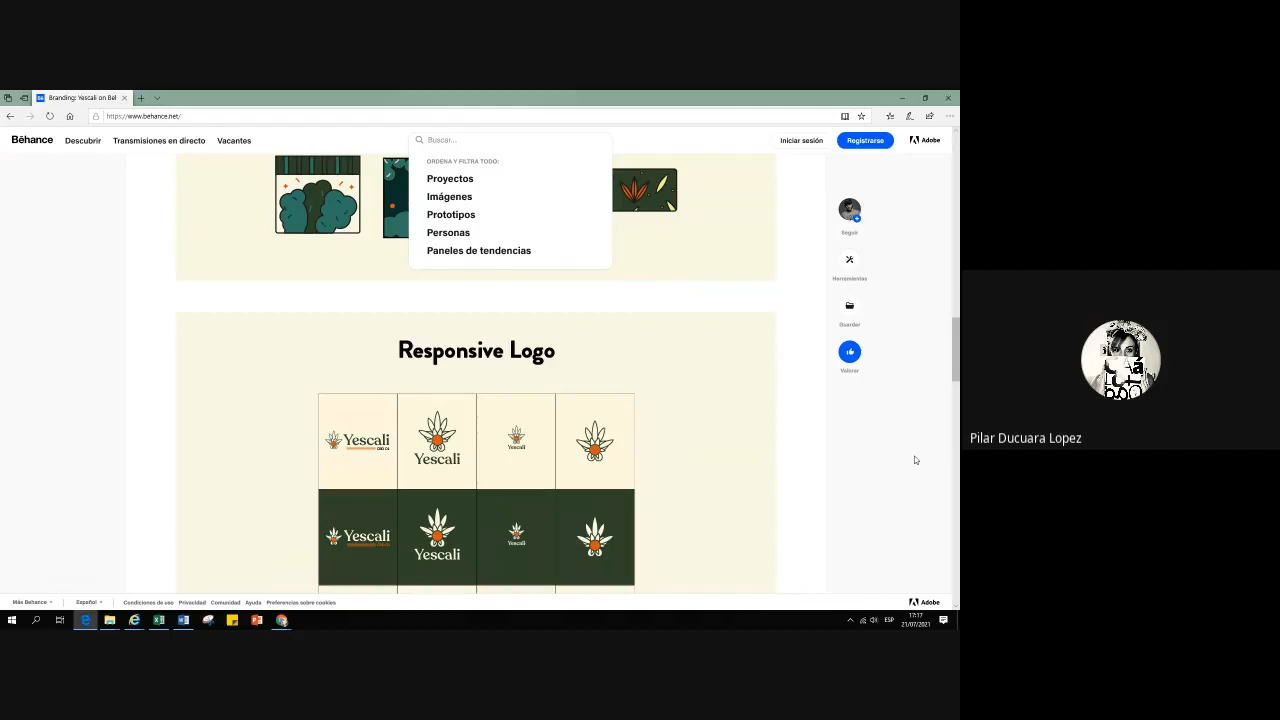 Branding: Yescali on Bel
https://www.behance.net/
Bēhance
Descubrir
Transmisiones en directo
Vacantes
Buscar...
Iniciar sesión
Registrarse
Adobe
ORDENA Y FILTRA TODO:
Proyectos
Imágenes
Prototipos
Personas
Paneles de tendencias
Seguir
Herramientas
Guardar
Valorar
Responsive Logo
Yescali
Yescali
Yescali
Yescali
Yescali
Yescali
Pilar Ducuara Lopez
Más Behance
Español
Condiciones de uso
Privacidad
Comunidad
Ayuda
Preferencias sobre cookies
Adobe
ESP
17:17
21/07/2021